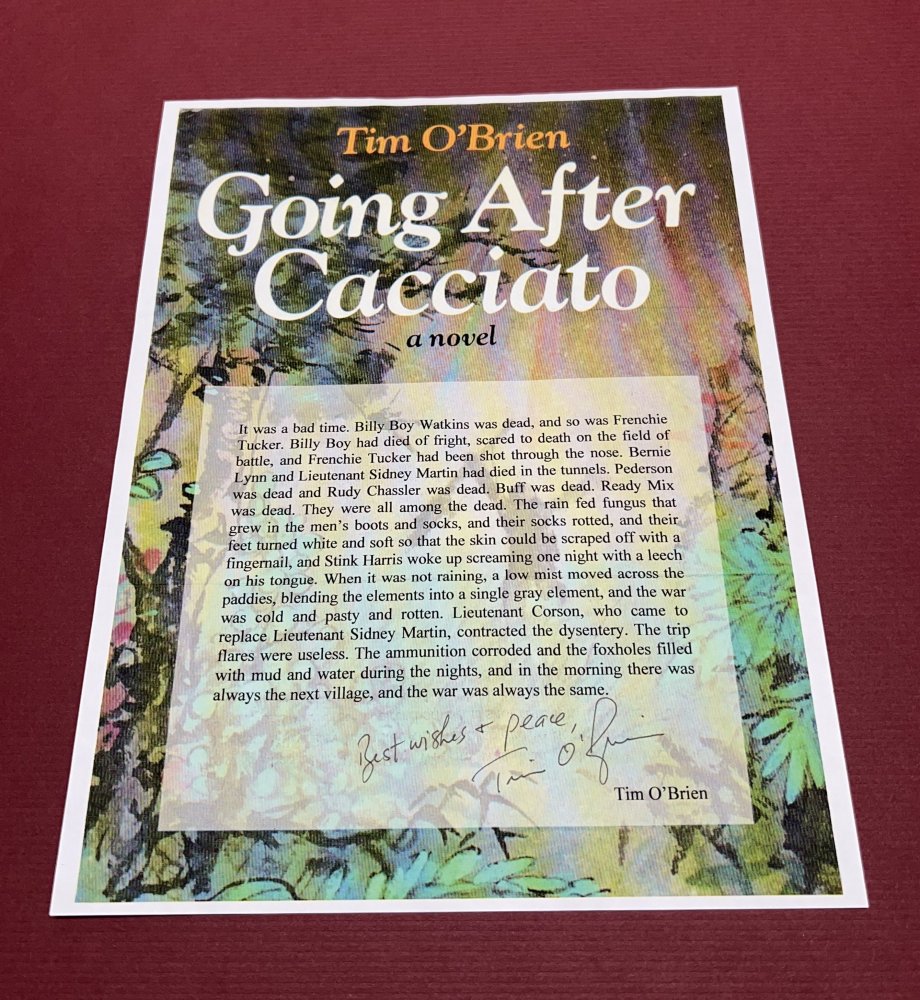 Tim O'Brien
Going After
Cacciato
a novel
It was a bad time. Billy Boy Watkins was dead, and so was Frenchie
Tucker. Billy Boy had died of fright, scared to death on the field of
battle, and Frenchie Tucker had been shot through the nose. Bernie
Lynn and Lieutenant Sidney Martin had died in the tunnels. Pederson
was dead and Rudy Chassler was dead. Buff was dead. Ready Mix
was dead. They were all among the dead. The rain fed fungus that
grew in the men's boots and socks, and their socks rotted, and their
feet turned white and soft so that the skin could be scraped off with a
fingernail, and Stink Harris woke up screaming one night with a leech
on his tongue. When it was not raining, a low mist moved across the
paddies, blending the elements into a single gray element, and the war
was cold and pasty and rotten. Lieutenant Corson, who came to
replace Lieutenant Sidney Martin, contracted the dysentery. The trip
flares were useless. The ammunition corroded and the foxholes filled
with mud and water during the nights, and in the morning there was
always the next village, and the war was always the same.
Best wishes + peace,
Tim O'Brien
Tim O'Brien